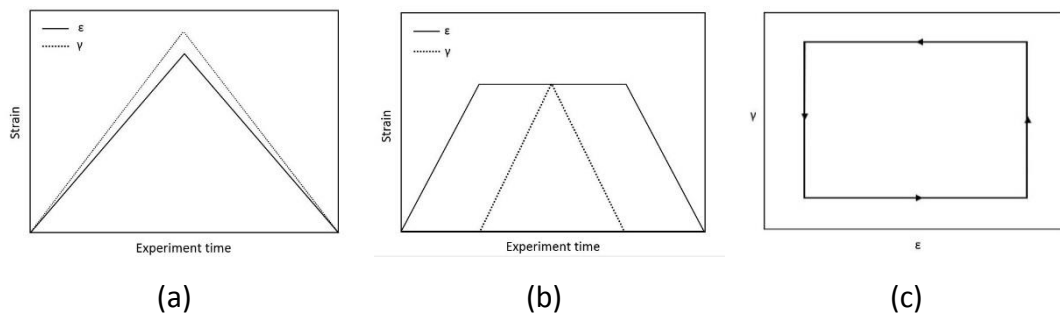 ε
γ
Strain
Experiment time
(a)
ε
γ
Strain
Experiment time
(b)
γ
ε
(c)